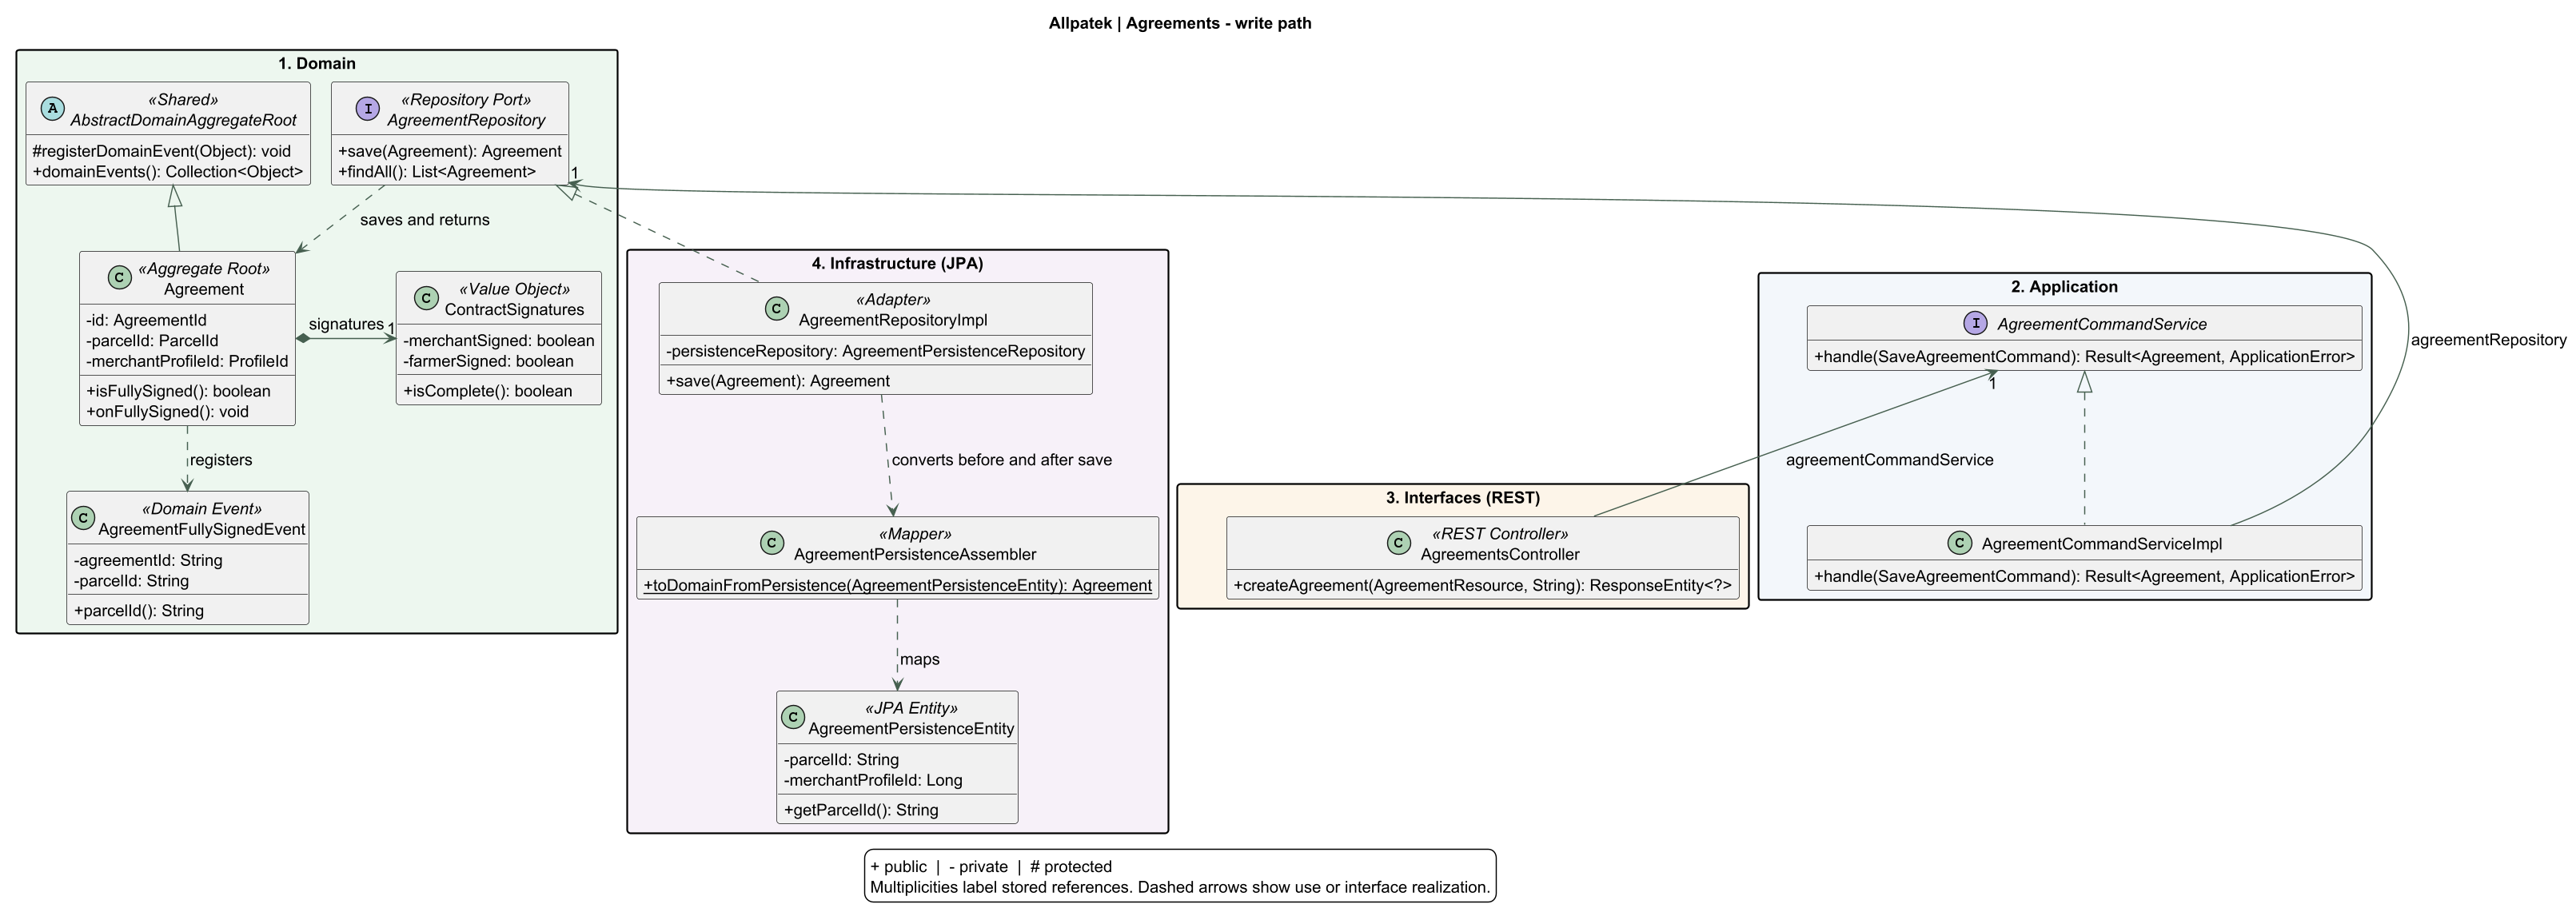 Allpatek | Agreements - write path
1. Domain
A
«Shared»
AbstractDomainAggregateRoot
#registerDomainEvent(Object): void
+domainEvents(): Collection<Object>
I
«Repository Port»
AgreementRepository
+save(Agreement): Agreement
+findAll(): List<Agreement>
1
saves and returns
C
«Aggregate Root»
Agreement
-id: AgreementId
-parcelId: ParcelId
-merchantProfileId: ProfileId
+isFullySigned(): boolean
+onFullySigned(): void
signatures
1
C
«Value Object»
ContractSignatures
-merchantSigned: boolean
-farmerSigned: boolean
+isComplete(): boolean
registers
C
«Domain Event»
AgreementFullySignedEvent
-agreementId: String
-parcelId: String
+parcelId(): String
4. Infrastructure (JPA)
C
«Adapter»
AgreementRepositoryImpl
-persistenceRepository: AgreementPersistenceRepository
+save(Agreement): Agreement
converts before and after save
C
«Mapper»
AgreementPersistenceAssembler
+toDomainFromPersistence(AgreementPersistenceEntity): Agreement
maps
C
«JPA Entity»
AgreementPersistenceEntity
-parcelId: String
-merchantProfileId: Long
+getParcelId(): String
3. Interfaces (REST)
C
«REST Controller»
AgreementsController
+createAgreement(AgreementResource, String): ResponseEntity<?>
agreementCommandService
2. Application
I
AgreementCommandService
+handle(SaveAgreementCommand): Result<Agreement, ApplicationError>
1
C
AgreementCommandServiceImpl
+handle(SaveAgreementCommand): Result<Agreement, ApplicationError>
agreementRepository
+ public | - private | # protected
Multiplicities label stored references. Dashed arrows show use or interface realization.